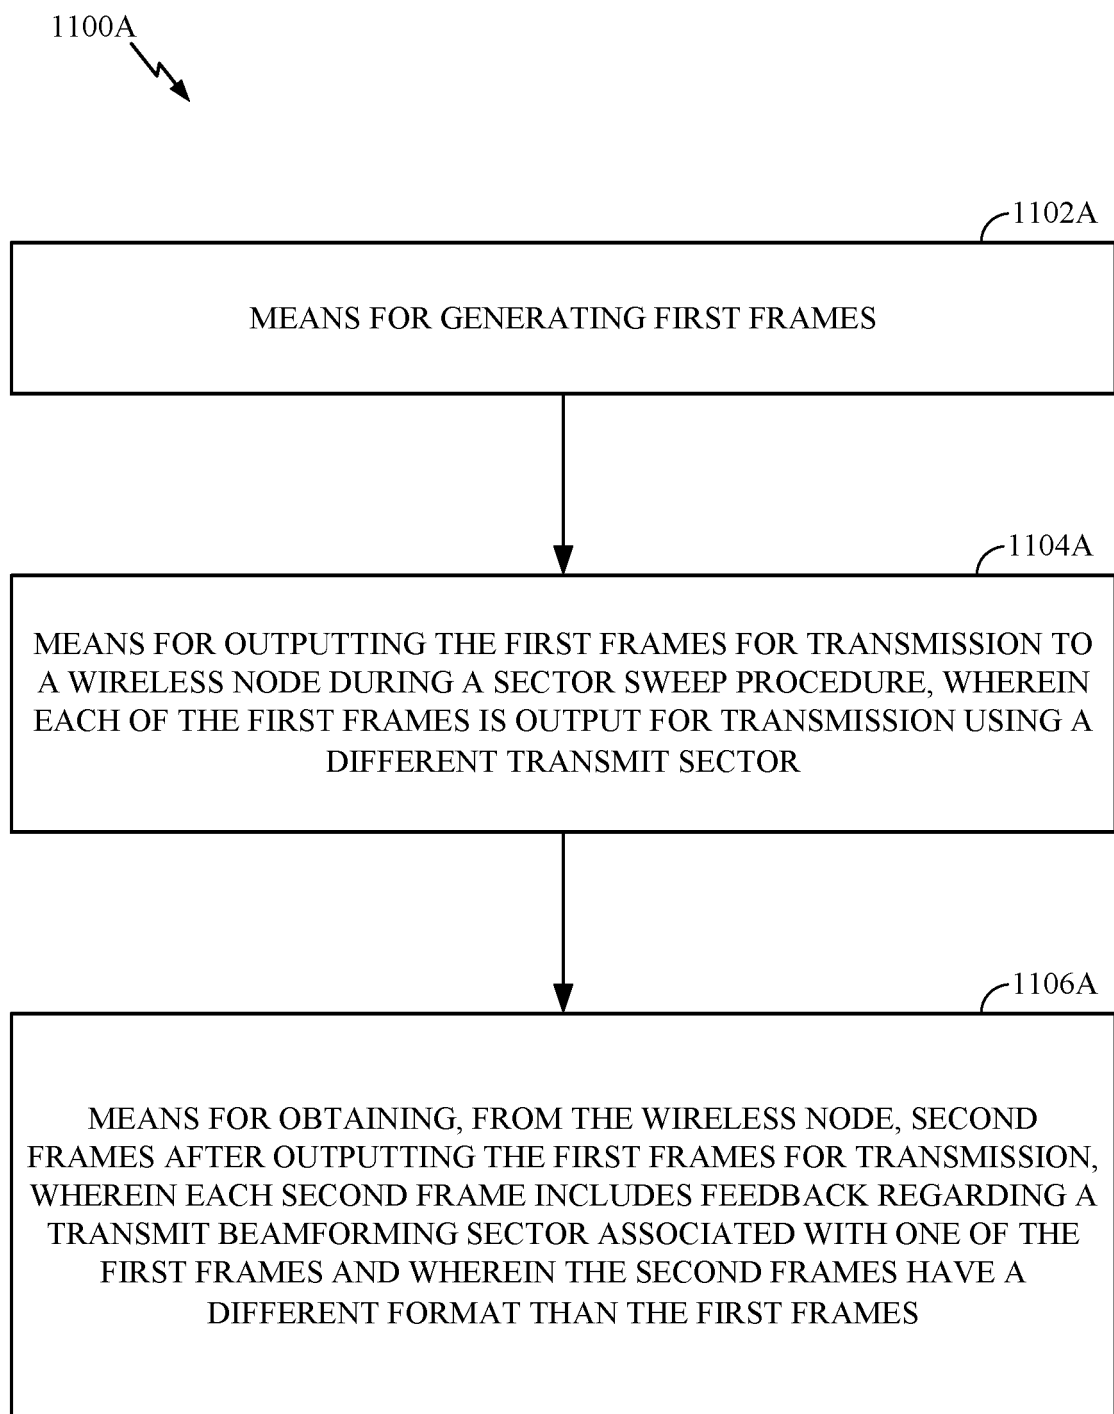 1100A
1102A
MEANS FOR GENERATING FIRST FRAMES
1104A
MEANS FOR OUTPUTTING THE FIRST FRAMES FOR TRANSMISSION TO
A WIRELESS NODE DURING A SECTOR SWEEP PROCEDURE, WHEREIN
EACH OF THE FIRST FRAMES IS OUTPUT FOR TRANSMISSION USING A
DIFFERENT TRANSMIT SECTOR
1106A
MEANS FOR OBTAINING, FROM THE WIRELESS NODE, SECOND
FRAMES AFTER OUTPUTTING THE FIRST FRAMES FOR TRANSMISSION,
WHEREIN EACH SECOND FRAME INCLUDES FEEDBACK REGARDING A
TRANSMIT BEAMFORMING SECTOR ASSOCIATED WITH ONE OF THE
FIRST FRAMES AND WHEREIN THE SECOND FRAMES HAVE A
DIFFERENT FORMAT THAN THE FIRST FRAMES